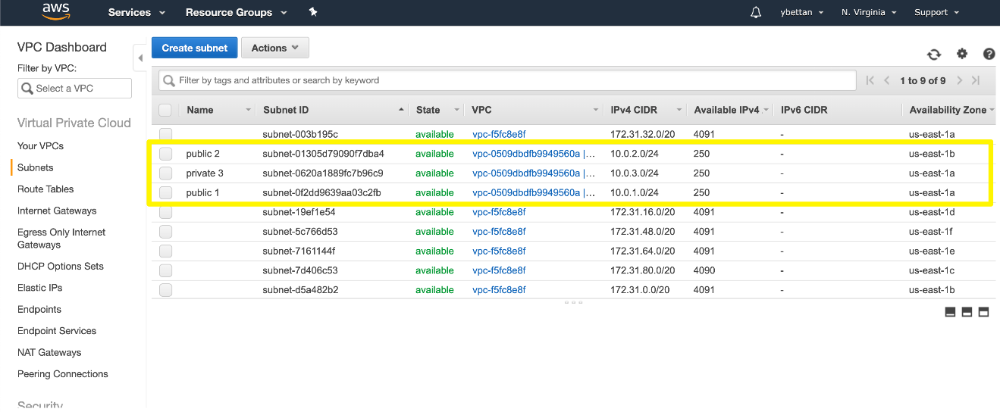 aws Services Resource Groups ybettan N. Virginia Support
VPC Dashboard
Filter by VPC:
Select a VPC
Virtual Private Cloud
Your VPCs
Subnets
Route Tables
Internet Gateways
Egress Only Internet
Gateways
DHCP Options Sets
Elastic IPs
Endpoints
Endpoint Services
NAT Gateways
Peering Connections
Security
Create subnet Actions
Filter by tags and attributes or search by keyword 1 to 9 of 9
Name Subnet ID State VPC IPv4 CIDR Available IPv4 IPv6 CIDR Availability Zone
subnet-003b195c available vpc-f5fc8e8f 172.31.32.0/20 4091 - us-east-1a
public 2 subnet-01305d79090f7dba4 available vpc-0509dbdfb9949560a |... 10.0.2.0/24 250 - us-east-1b
private 3 subnet-0620a1889fc7b96c9 available vpc-0509dbdfb9949560a |... 10.0.3.0/24 250 - us-east-1a
public 1 subnet-0f2dd9639aa03c2fb available vpc-0509dbdfb9949560a |... 10.0.1.0/24 250 - us-east-1a
subnet-19ef1e54 available vpc-f5fc8e8f 172.31.16.0/20 4091 - us-east-1d
subnet-5c766d53 available vpc-f5fc8e8f 172.31.48.0/20 4091 - us-east-1f
subnet-7161144f available vpc-f5fc8e8f 172.31.64.0/20 4091 - us-east-1e
subnet-7d406c53 available vpc-f5fc8e8f 172.31.80.0/20 4090 - us-east-1c
subnet-d5a482b2 available vpc-f5fc8e8f 172.31.0.0/20 4091 - us-east-1b